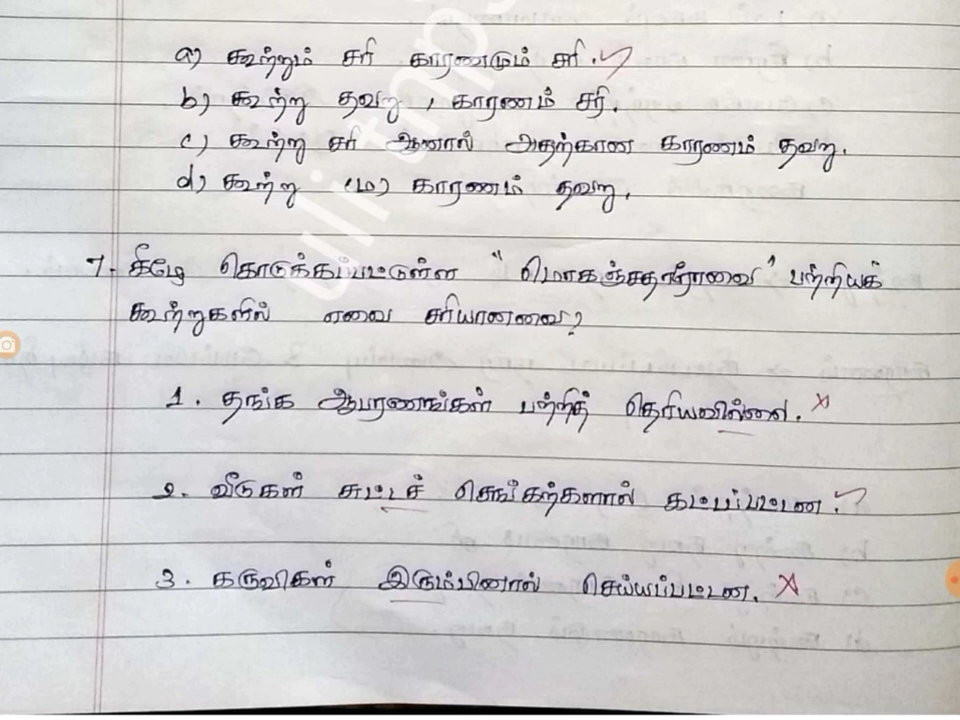 a) கூற்றும் சரி காரணமும் சரி.
b) கூற்று தவறு, காரணம் சரி.
c) கூற்று சரி ஆனால் அதற்கான காரணம் தவறு.
d) கூற்று (ம) காரணம் தவறு.
7. கீழே கொடுக்கப்பட்டுள்ள "மொகஞ்சதாரோவை" பற்றியக்
கூற்றுகளில் எவை சரியானவை?
1. தங்க ஆபரணங்கள் பற்றித் தெரியவில்லை.
2. வீடுகள் சுட்டச் செங்கற்களால் கட்டப்பட்டன.
3. கருவிகள் இரும்பினால் செய்யப்பட்டன.